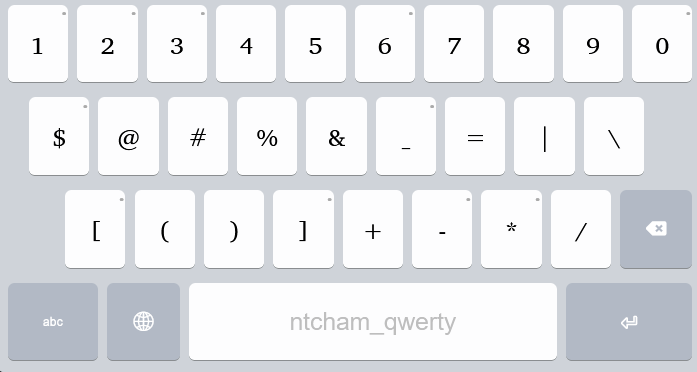 1 2 3 4 5 6 7 8 9 0
$ @ # % & _ = | \
[ ( ) ] + - * /
abc ntcham_qwerty